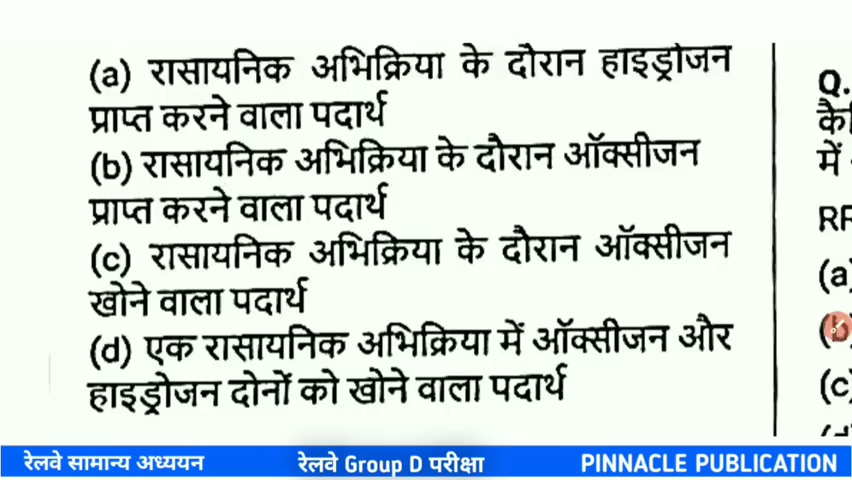 (a) रासायनिक अभिक्रिया के दौरान हाइड्रोजन
प्राप्त करने वाला पदार्थ
(b) रासायनिक अभिक्रिया के दौरान ऑक्सीजन
प्राप्त करने वाला पदार्थ
(c) रासायनिक अभिक्रिया के दौरान ऑक्सीजन
खोने वाला पदार्थ
(d) एक रासायनिक अभिक्रिया में ऑक्सीजन और
हाइड्रोजन दोनों को खोने वाला पदार्थ
Q.
में
(a)
(b)
(c)
रेलवे सामान्य अध्ययन
रेलवे Group D परीक्षा
PINNACLE PUBLICATION